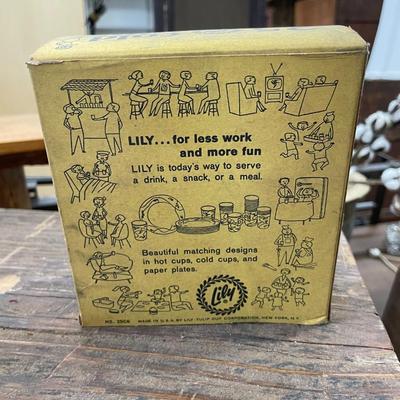 LILY...for less work
and more fun
LILY is today's way to serve
a drink, a snack, or a meal.
Beautiful matching designs
in hot cups, cold cups, and
paper plates.
Lily
MADE IN U.S.A. BY LILY-TULIP CUP CORPORATION, NEW YORK, N.Y.